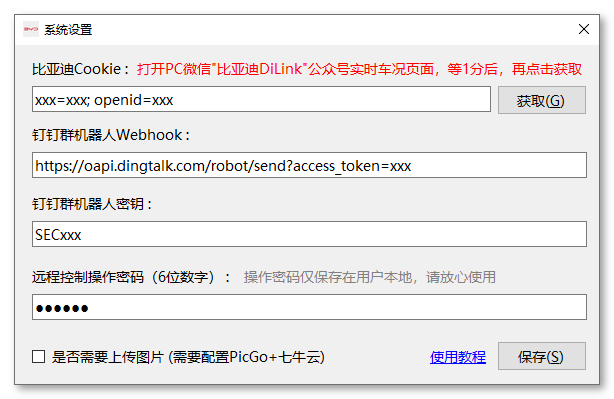 BYD 系统设置
比亚迪Cookie： 打开PC微信"比亚迪DiLink"公众号实时车况页面，等1分后，再点击获取
xxx=xxx; openid=xxx 获取(G)
钉钉群机器人Webhook：
https://oapi.dingtalk.com/robot/send?access_token=xxx
钉钉群机器人密钥：
SECxxx
远程控制操作密码（6位数字）： 操作密码仅保存在用户本地，请放心使用
●●●●●●
是否需要上传图片 (需要配置PicGo+七牛云) 使用教程 保存(S)